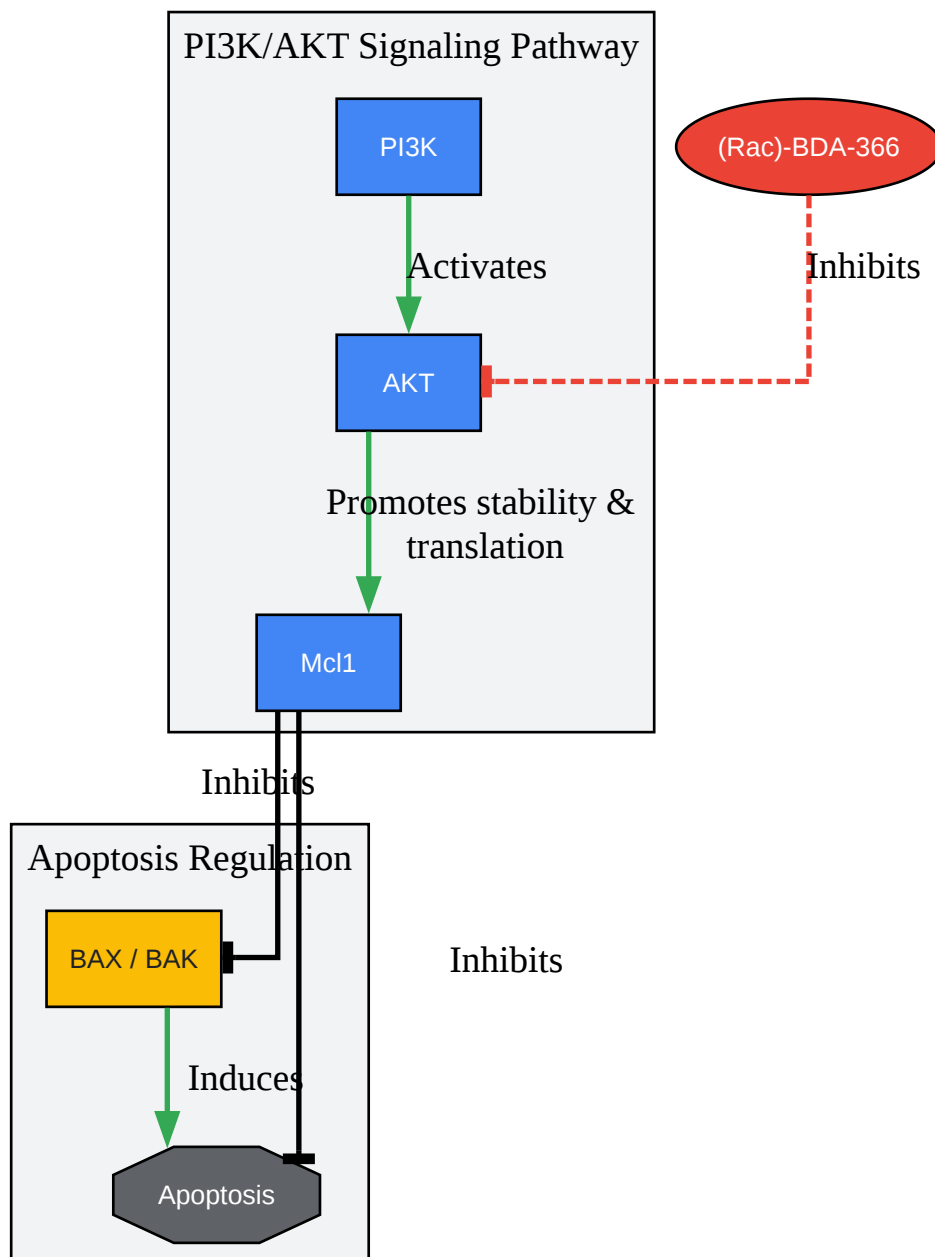 PI3K/AKT Signaling Pathway
PI3K
(Rac)-BDA-366
Activates
Inhibits
AKT
Promotes stability &
translation
Mcl1
Inhibits
Apoptosis Regulation
BAX / BAK
Inhibits
Induces
Apoptosis